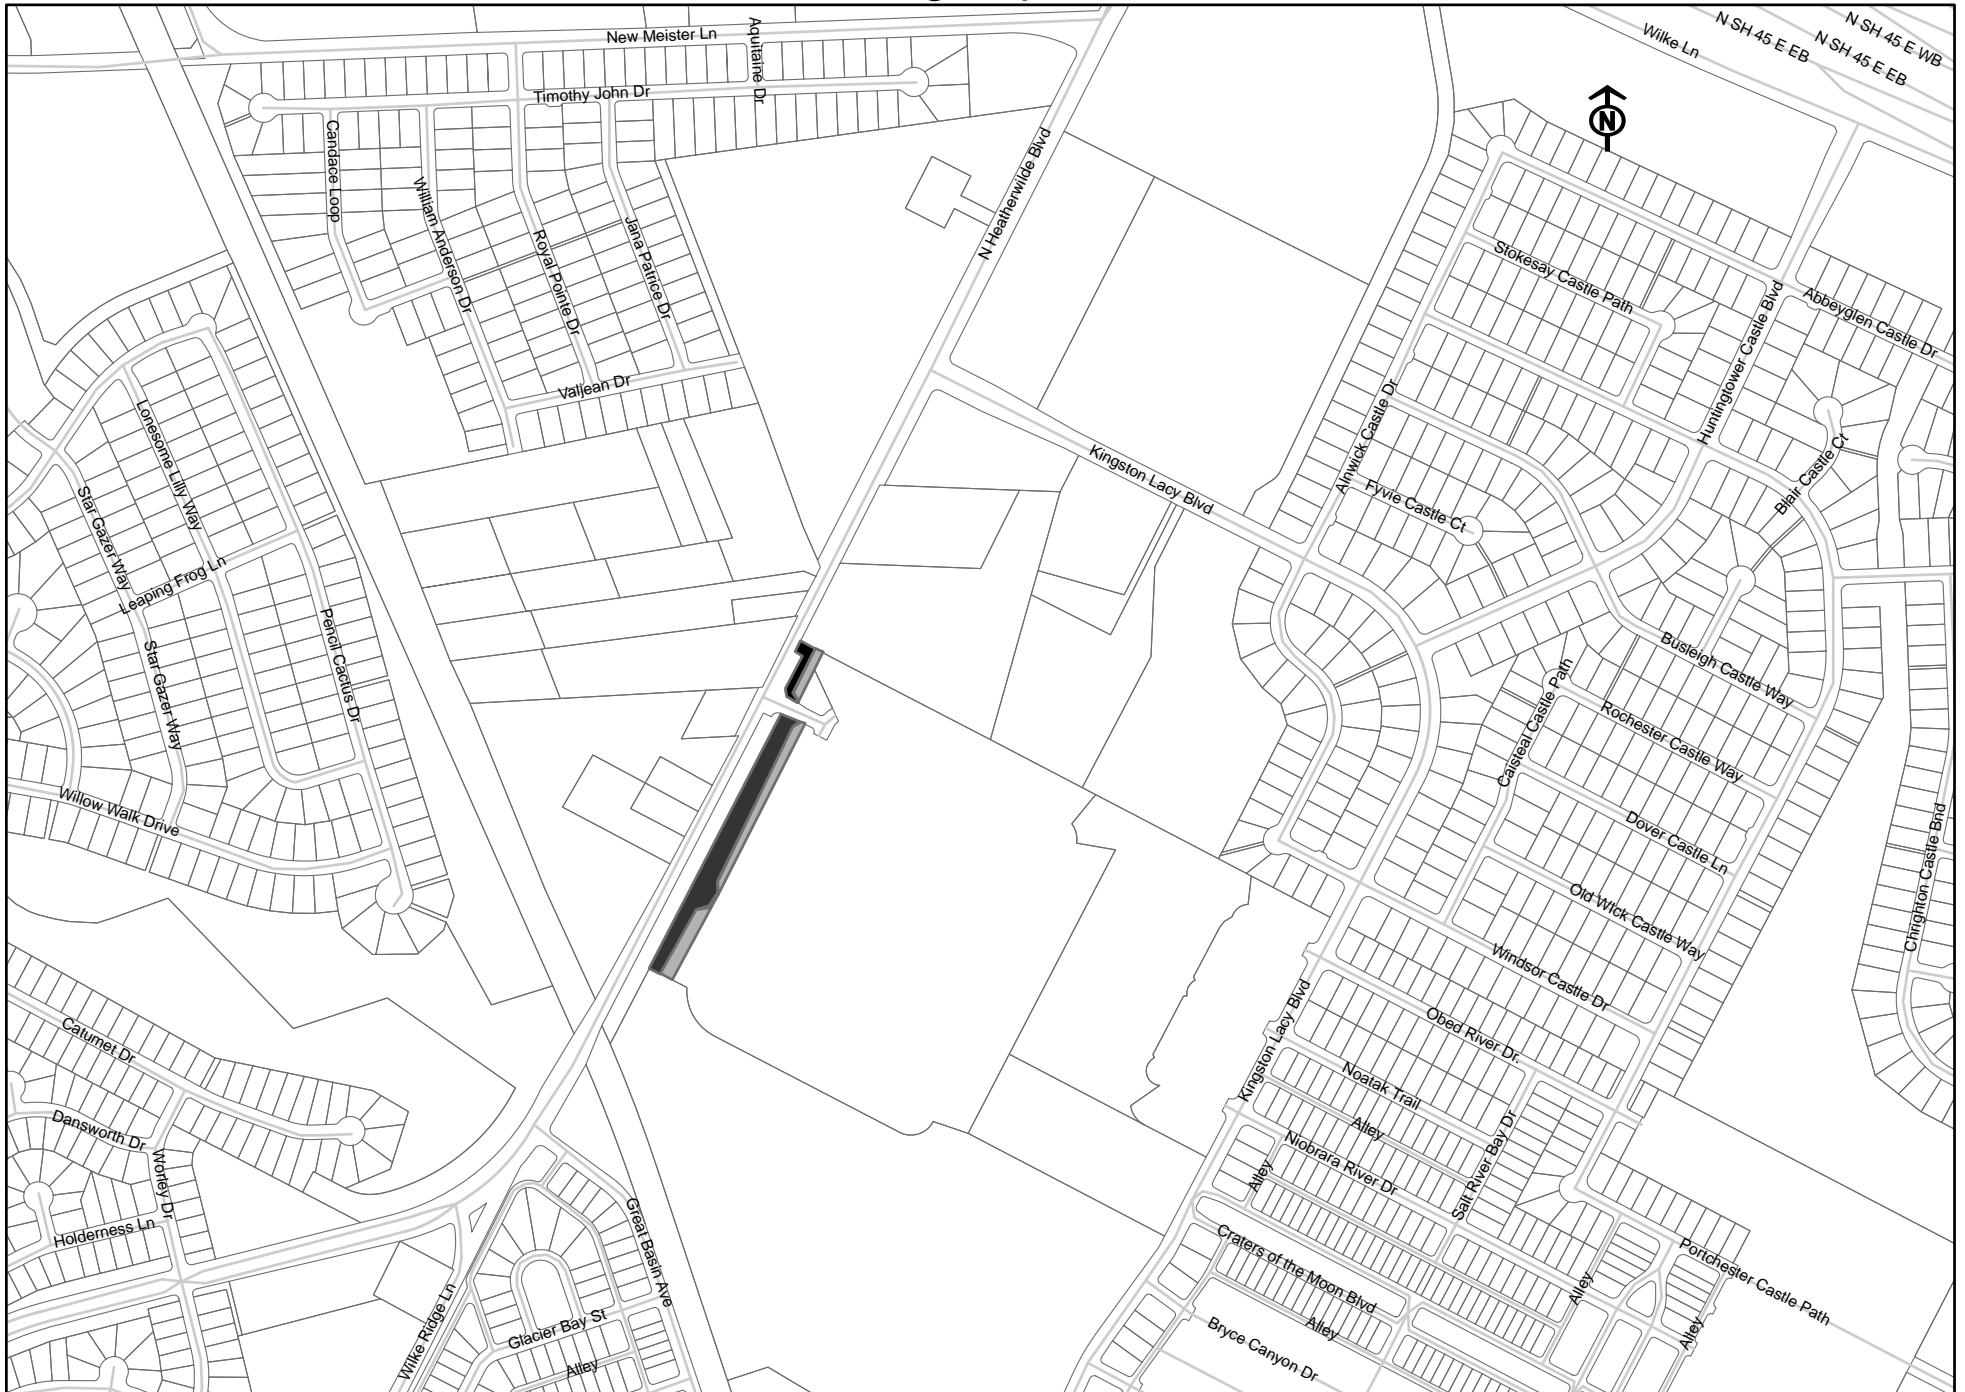 New Meister Ln
Aquitaine Dr
Timothy John Dr
Candace Loop
William Anderson Dr
Royal Pointe Dr
Jana Patrice Dr
Valjean Dr
N Heatherwilde Blvd
Wilke Ln
N SH 45 E EB
N SH 45 E WB
N SH 45 E EB
N
Stokesay Castle Path
Huntingtower Castle Blvd
Abbeyglen Castle Dr
Alnwick Castle Dr
Blair Castle Ct
Kingston Lacy Blvd
Fyvie Castle Ct
Lonesome Lilly Way
Star Gazer Way
Leaping Frog Ln
Pencil Cactus Dr
Star Gazer Way
Willow Walk Drive
Busleigh Castle Way
Caisteal Castle Path
Rochester Castle Way
Dover Castle Ln
Chrighton Castle Bnd
Old Wick Castle Way
Windsor Castle Dr
Kingston Lacy Blvd
Obed River Dr.
Noatak Trail
Alley
Salt River Bay Dr
Niobrara River Dr
Alley
Catumet Dr
Dansworth Dr
Worley Dr
Holderness Ln
Great Basin Ave
Wilke Ridge Ln
Glacier Bay St
Alley
Craters of the Moon Blvd
Alley
Bryce Canyon Dr
Portchester Castle Path
Alley
Alley